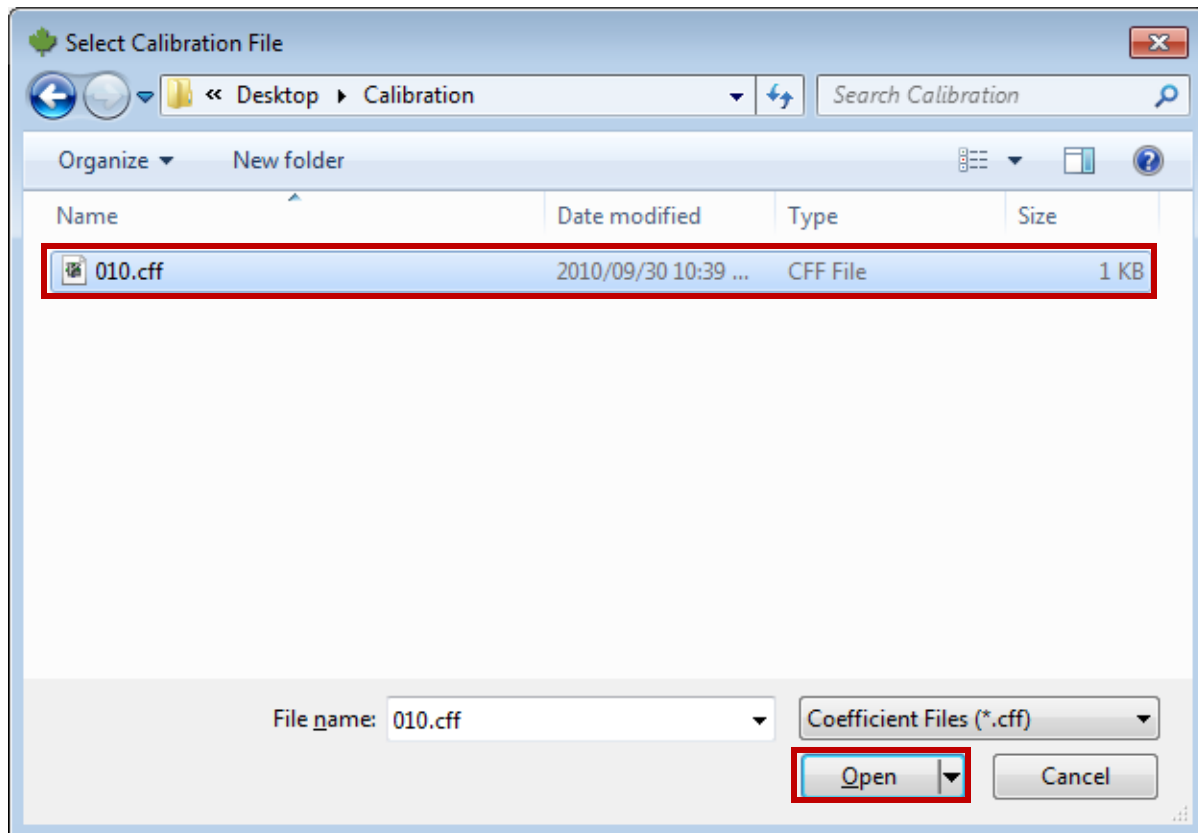 Select Calibration File
« Desktop Calibration Search Calibration
Organize New folder
Name Date modified Type Size
010.cff 2010/09/30 10:39 ... CFF File 1 KB
File name: 010.cff Coefficient Files (*.cff)
Open Cancel